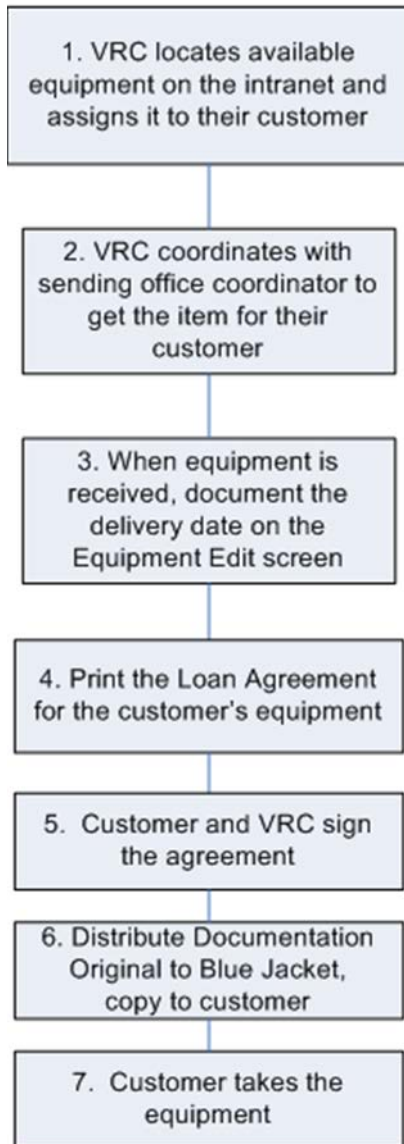 1. VRC locates available
equipment on the intranet and
assigns it to their customer
2. VRC coordinates with
sending office coordinator to
get the item for their
customer
3. When equipment is
received, document the
delivery date on the
Equipment Edit screen
4. Print the Loan Agreement
for the customer's equipment
5. Customer and VRC sign
the agreement
6. Distribute Documentation
Original to Blue Jacket,
copy to customer
7. Customer takes the
equipment